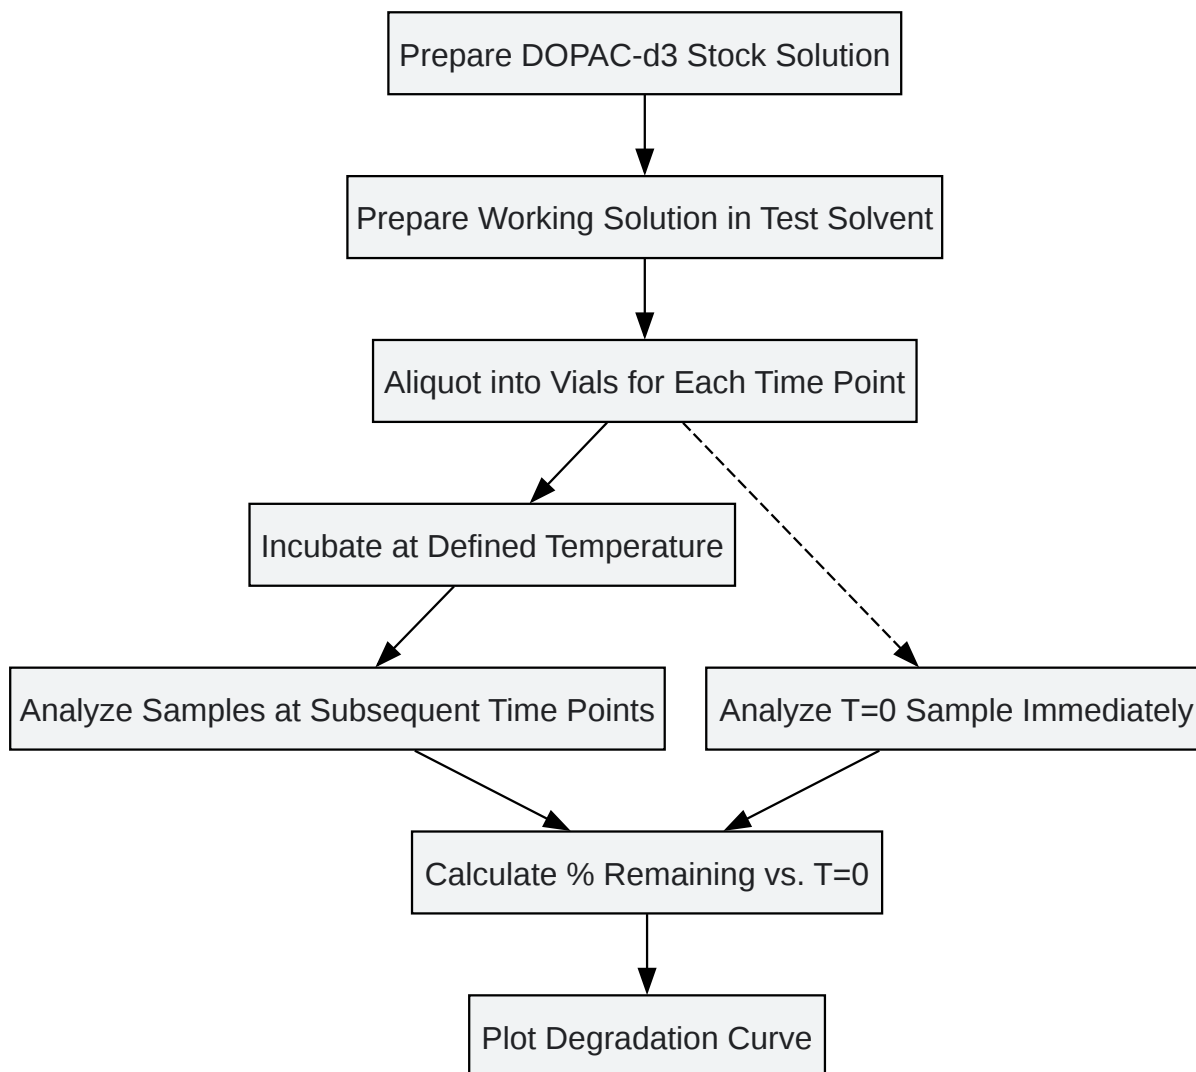 Prepare DOPAC-d3 Stock Solution
Prepare Working Solution in Test Solvent
Aliquot into Vials for Each Time Point
Incubate at Defined Temperature
Analyze Samples at Subsequent Time Points
Analyze T=0 Sample Immediately
Calculate % Remaining vs. T=0
Plot Degradation Curve